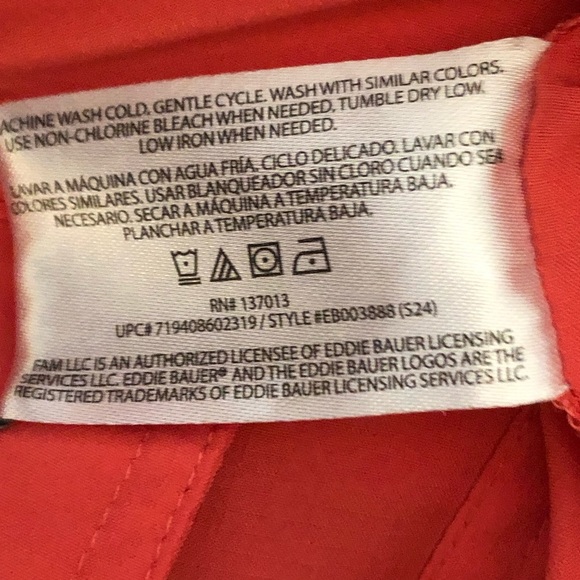 ACHINE WASH COLD. GENTLE CYCLE. WASH WITH SIMILAR COLORS.
USE NON-CHLORINE BLEACH WHEN NEEDED. TUMBLE DRY LOW.
LOW IRON WHEN NEEDED.
LAVAR A MÁQUINA CON AGUA FRÍA. CICLO DELICADO. LAVAR CON
COLORES SIMILARES. USAR BLANQUEADOR SIN CLORO CUANDO SEA
NECESARIO. SECAR A MÁQUINA A TEMPERATURA BAJA.
PLANCHAR A TEMPERATURA BAJA.
RN# 137013
UPC# 719408602319 / STYLE #EB003888 (S24)
FAM LLC IS AN AUTHORIZED LICENSEE OF EDDIE BAUER LICENSING
SERVICES LLC. EDDIE BAUER® AND THE EDDIE BAUER LOGOS ARE THE
REGISTERED TRADEMARKS OF EDDIE BAUER LICENSING SERVICES LLC.